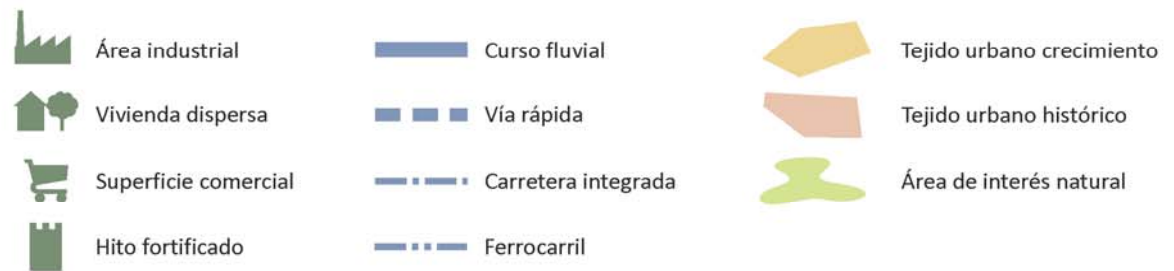 Área industrial
Vivienda dispersa
Superficie comercial
Hito fortificado
Curso fluvial
Vía rápida
Carretera integrada
Ferrocarril
Tejido urbano crecimiento
Tejido urbano histórico
Área de interés natural